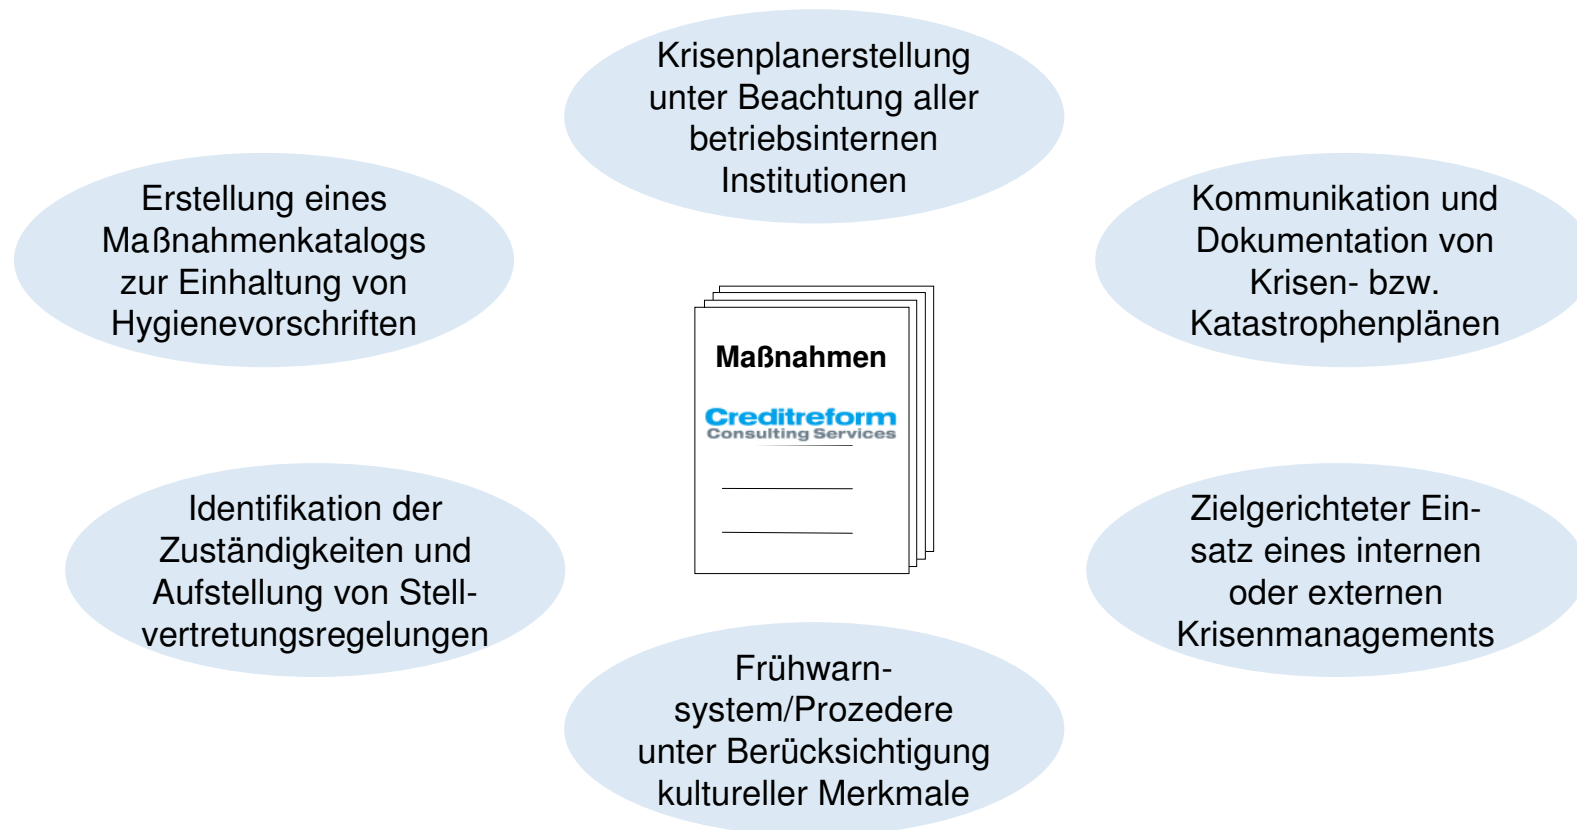 Krisenplanerstellung
unter Beachtung aller
betriebsinternen
Institutionen
Erstellung eines
Maßnahmenkatalogs
zur Einhaltung von
Hygienevorschriften
Kommunikation und
Dokumentation von
Krisen- bzw.
Katastrophenplänen
Maßnahmen
Creditreform
Consulting Services
Identifikation der
Zuständigkeiten und
Aufstellung von Stell-
vertretungsregelungen
Zielgerichteter Ein-
satz eines internen
oder externen
Krisenmanagements
Frühwarn-
system/Prozedere
unter Berücksichtigung
kultureller Merkmale